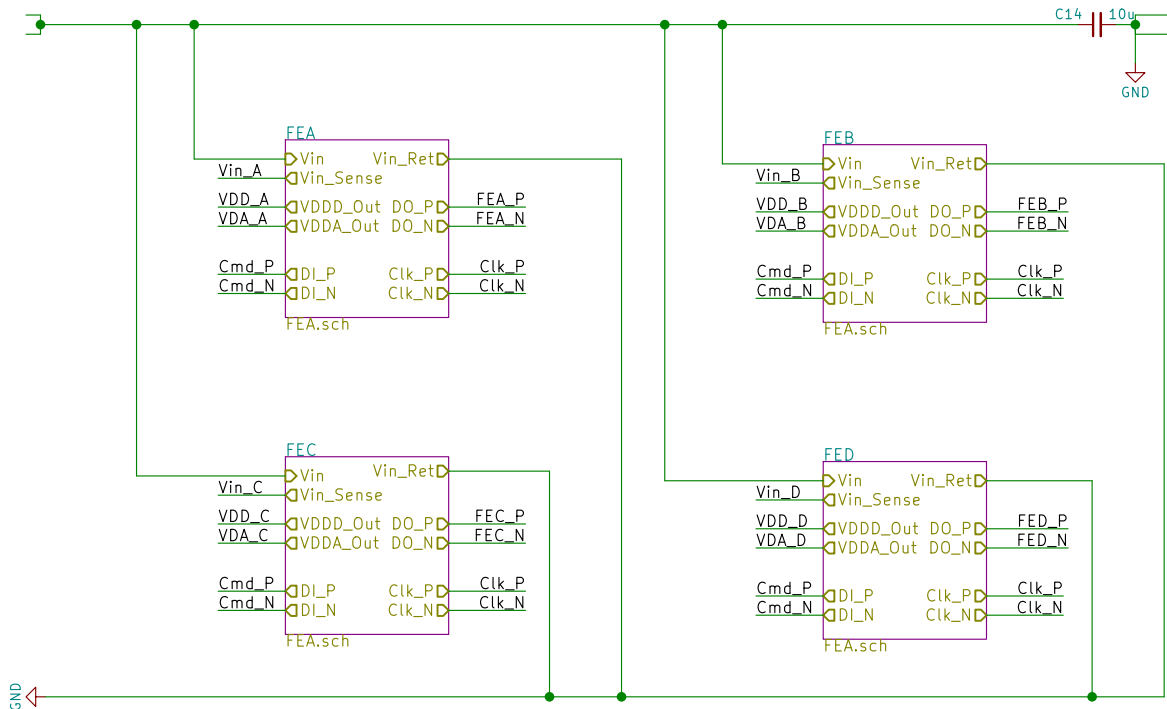 C14 10u
GND
FEA
Vin Vin_Ret
Vin_A
Vin_Sense
VDD_A VDDD_Out DO_P FEA_P
VDA_A VDDA_Out DO_N FEA_N
Cmd_P DI_P Clk_P Clk_P
Cmd_N DI_N Clk_N Clk_N
FEA.sch
FEB
Vin Vin_Ret
Vin_B
Vin_Sense
VDD_B VDDD_Out DO_P FEB_P
VDA_B VDDA_Out DO_N FEB_N
Cmd_P DI_P Clk_P Clk_P
Cmd_N DI_N Clk_N Clk_N
FEA.sch
FEC
Vin Vin_Ret
Vin_C
Vin_Sense
VDD_C VDDD_Out DO_P FEC_P
VDA_C VDDA_Out DO_N FEC_N
Cmd_P DI_P Clk_P Clk_P
Cmd_N DI_N Clk_N Clk_N
FEA.sch
FED
Vin Vin_Ret
Vin_D
Vin_Sense
VDD_D VDDD_Out DO_P FED_P
VDA_D VDDA_Out DO_N FED_N
Cmd_P DI_P Clk_P Clk_P
Cmd_N DI_N Clk_N Clk_N
FEA.sch
GND